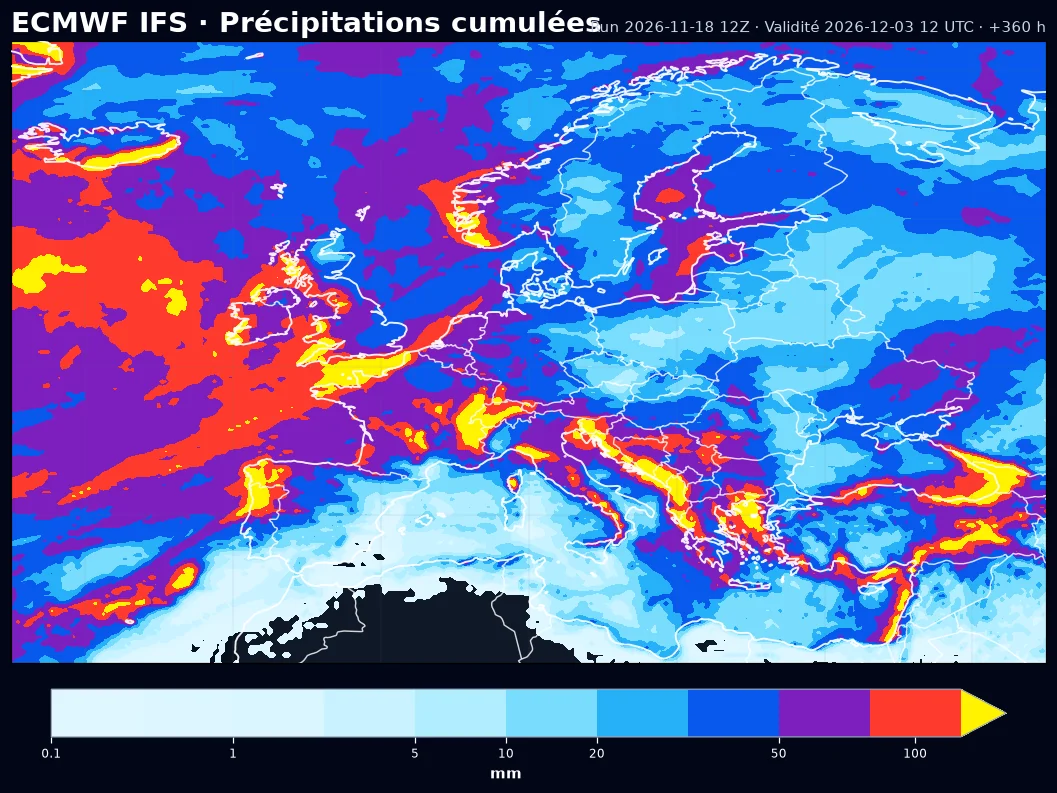 ECMWF IFS · Précipitations cumulées
Run 2026-11-18 12Z · Validité 2026-12-03 12 UTC · +360 h
0.1 1 5 10 20 50 100
mm